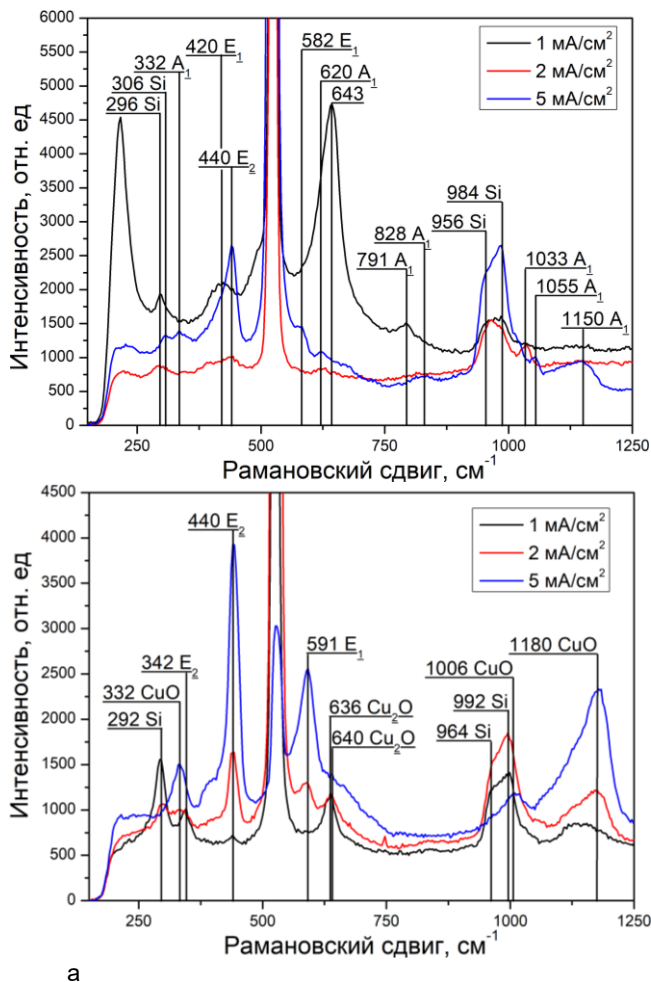 6000
5500
5000
4500
4000
3500
3000
2500
2000
1500
1000
500
0
Интенсивность, отн. ед
420 E₁
332 A₁
306 Si
296 Si
440 E₂
582 E₁
620 A₁
643
984 Si
956 Si
828 A₁
791 A₁
1033 A₁
1055 A₁
1150 A₁
1 мА/см²
2 мА/см²
5 мА/см²
250 500 750 1000 1250
Рамановский сдвиг, см⁻¹
4500
4000
3500
3000
2500
2000
1500
1000
500
0
Интенсивность, отн. ед
440 E₂
342 E₂
332 CuO
292 Si
591 E₁
636 Cu₂O
640 Cu₂O
1180 CuO
1006 CuO
992 Si
964 Si
1 мА/см²
2 мА/см²
5 мА/см²
250 500 750 1000 1250
Рамановский сдвиг, см⁻¹
а